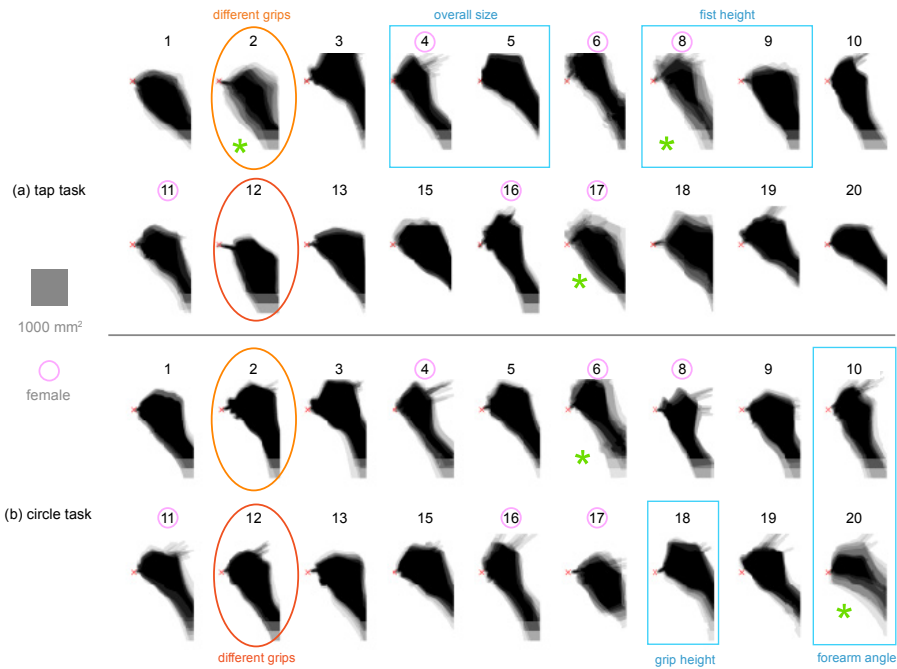 different grips
overall size
fist height
1 2 3 4 5 6 8 9 10
*
*
(a) tap task
11 12 13 15 16 17 18 19 20
*
1000 mm²
female
1 2 3 4 5 6 8 9 10
*
(b) circle task
11 12 13 15 16 17 18 19 20
*
different grips
grip height
forearm angle